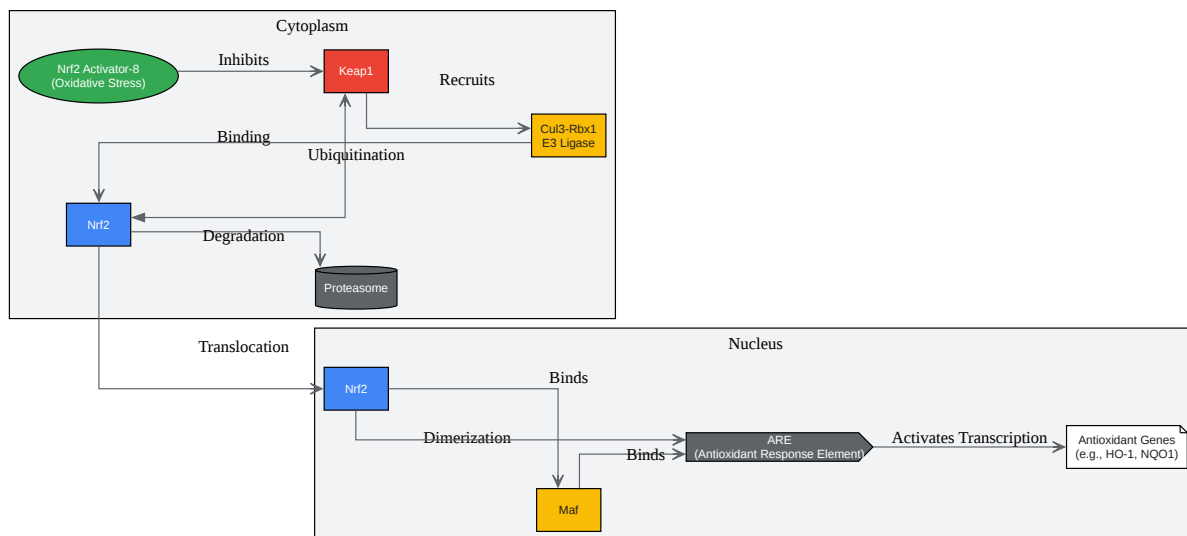 Cytoplasm
Nrf2 Activator-8
(Oxidative Stress)
Inhibits
Keap1
Recruits
Cul3-Rbx1
E3 Ligase
Binding
Ubiquitination
Nrf2
Degradation
Proteasome
Translocation
Nucleus
Nrf2
Binds
Dimerization
Binds
ARE
(Antioxidant Response Element)
Activates Transcription
Antioxidant Genes
(e.g., HO-1, NQO1)
Maf